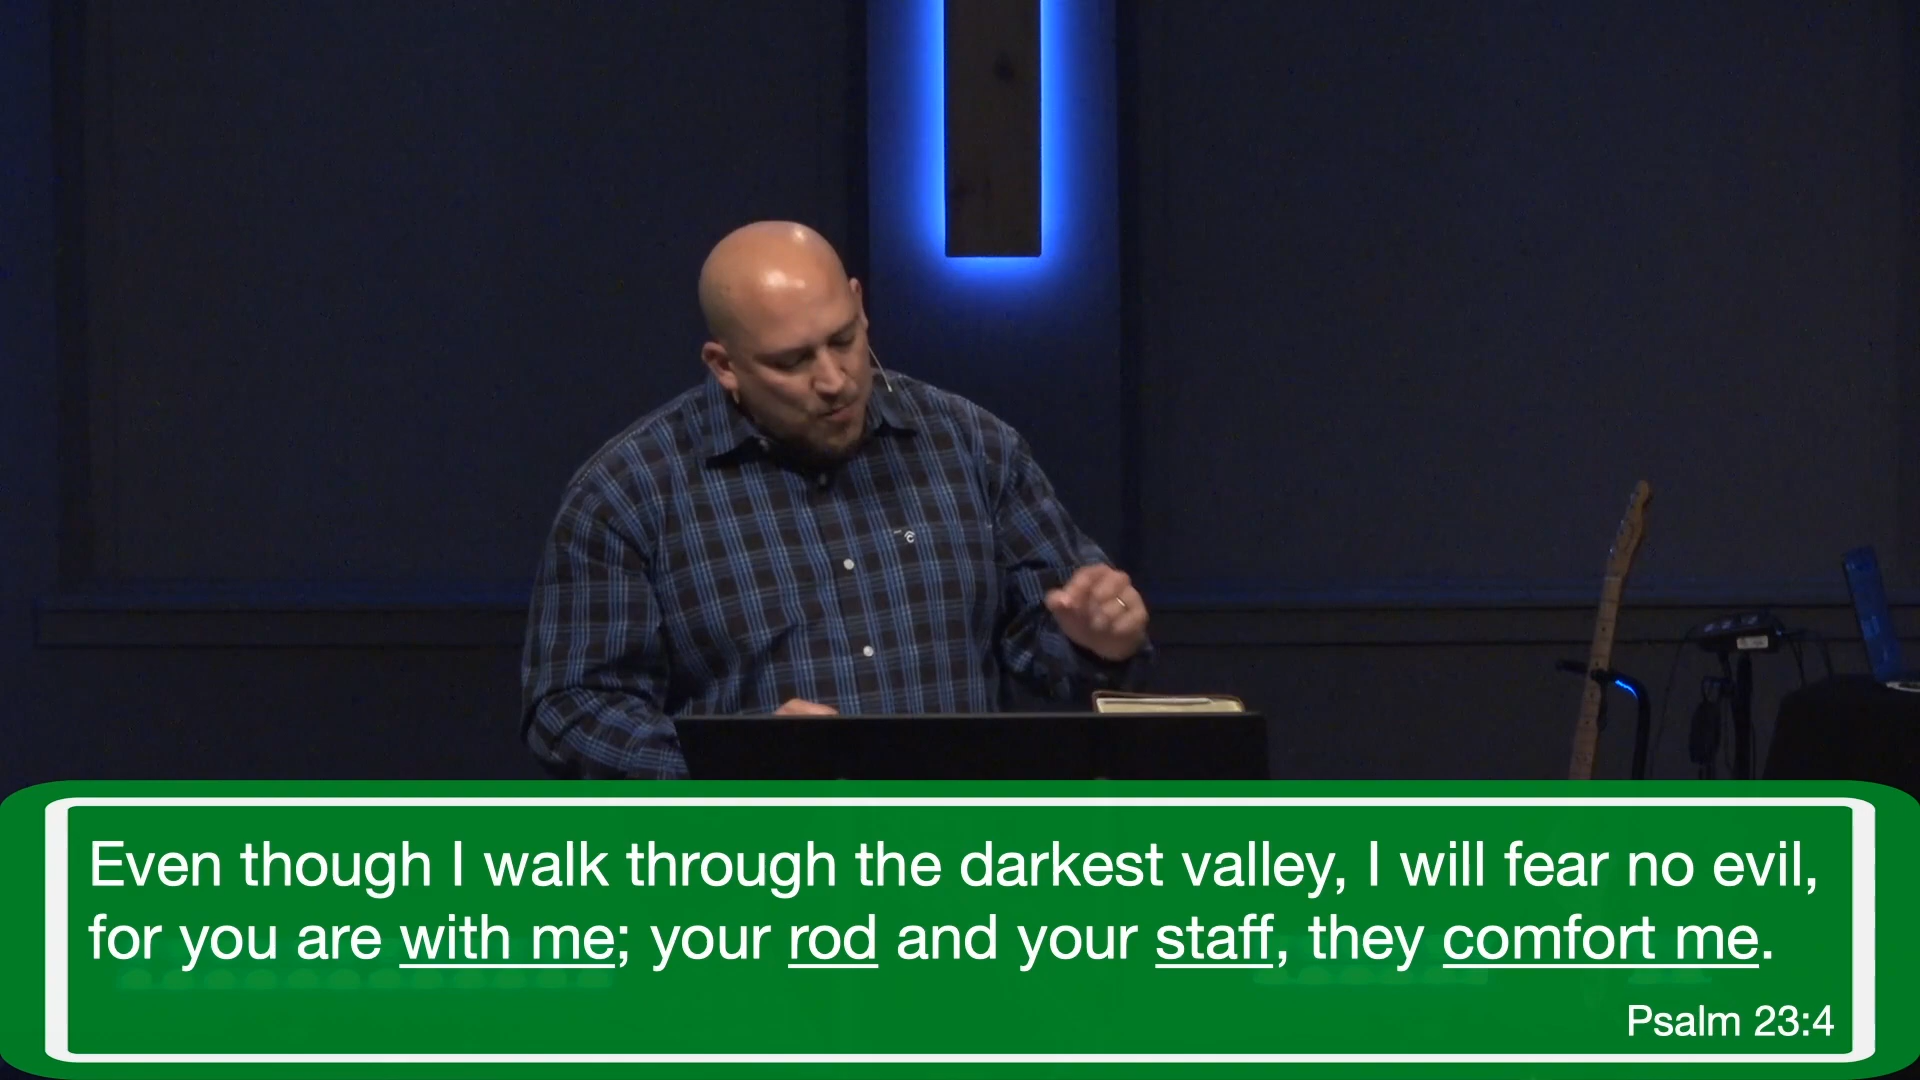 Even though I walk through the darkest valley, I will fear no evil,
for you are with me; your rod and your staff, they comfort me.
Psalm 23:4